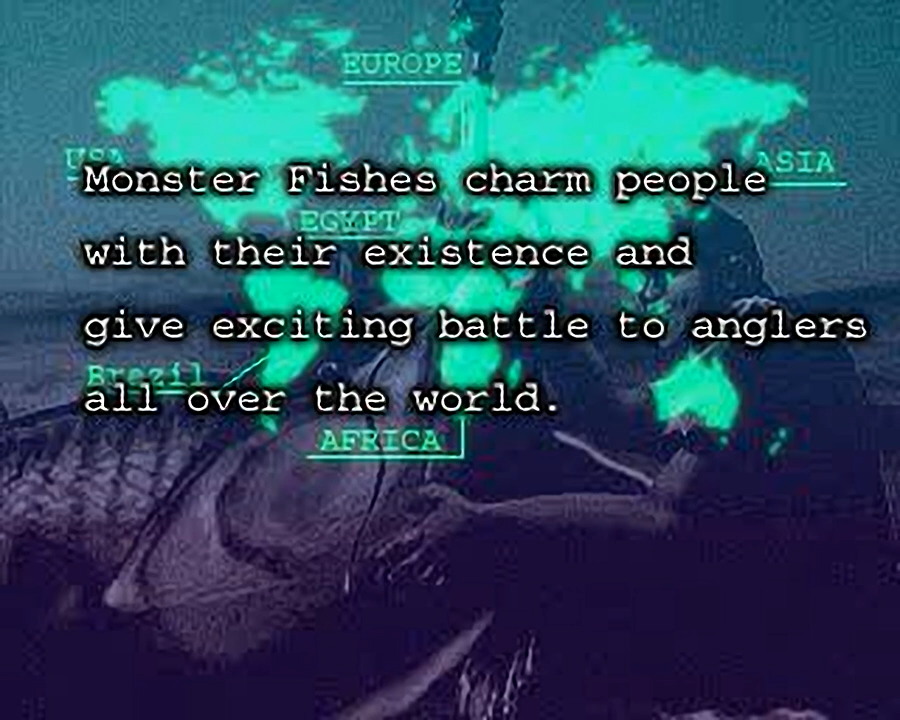 EUROPE
USA
ASIA
Monster Fishes charm people
EGYPT
with their existence and
give exciting battle to anglers
Brezil
all over the world.
AFRICA